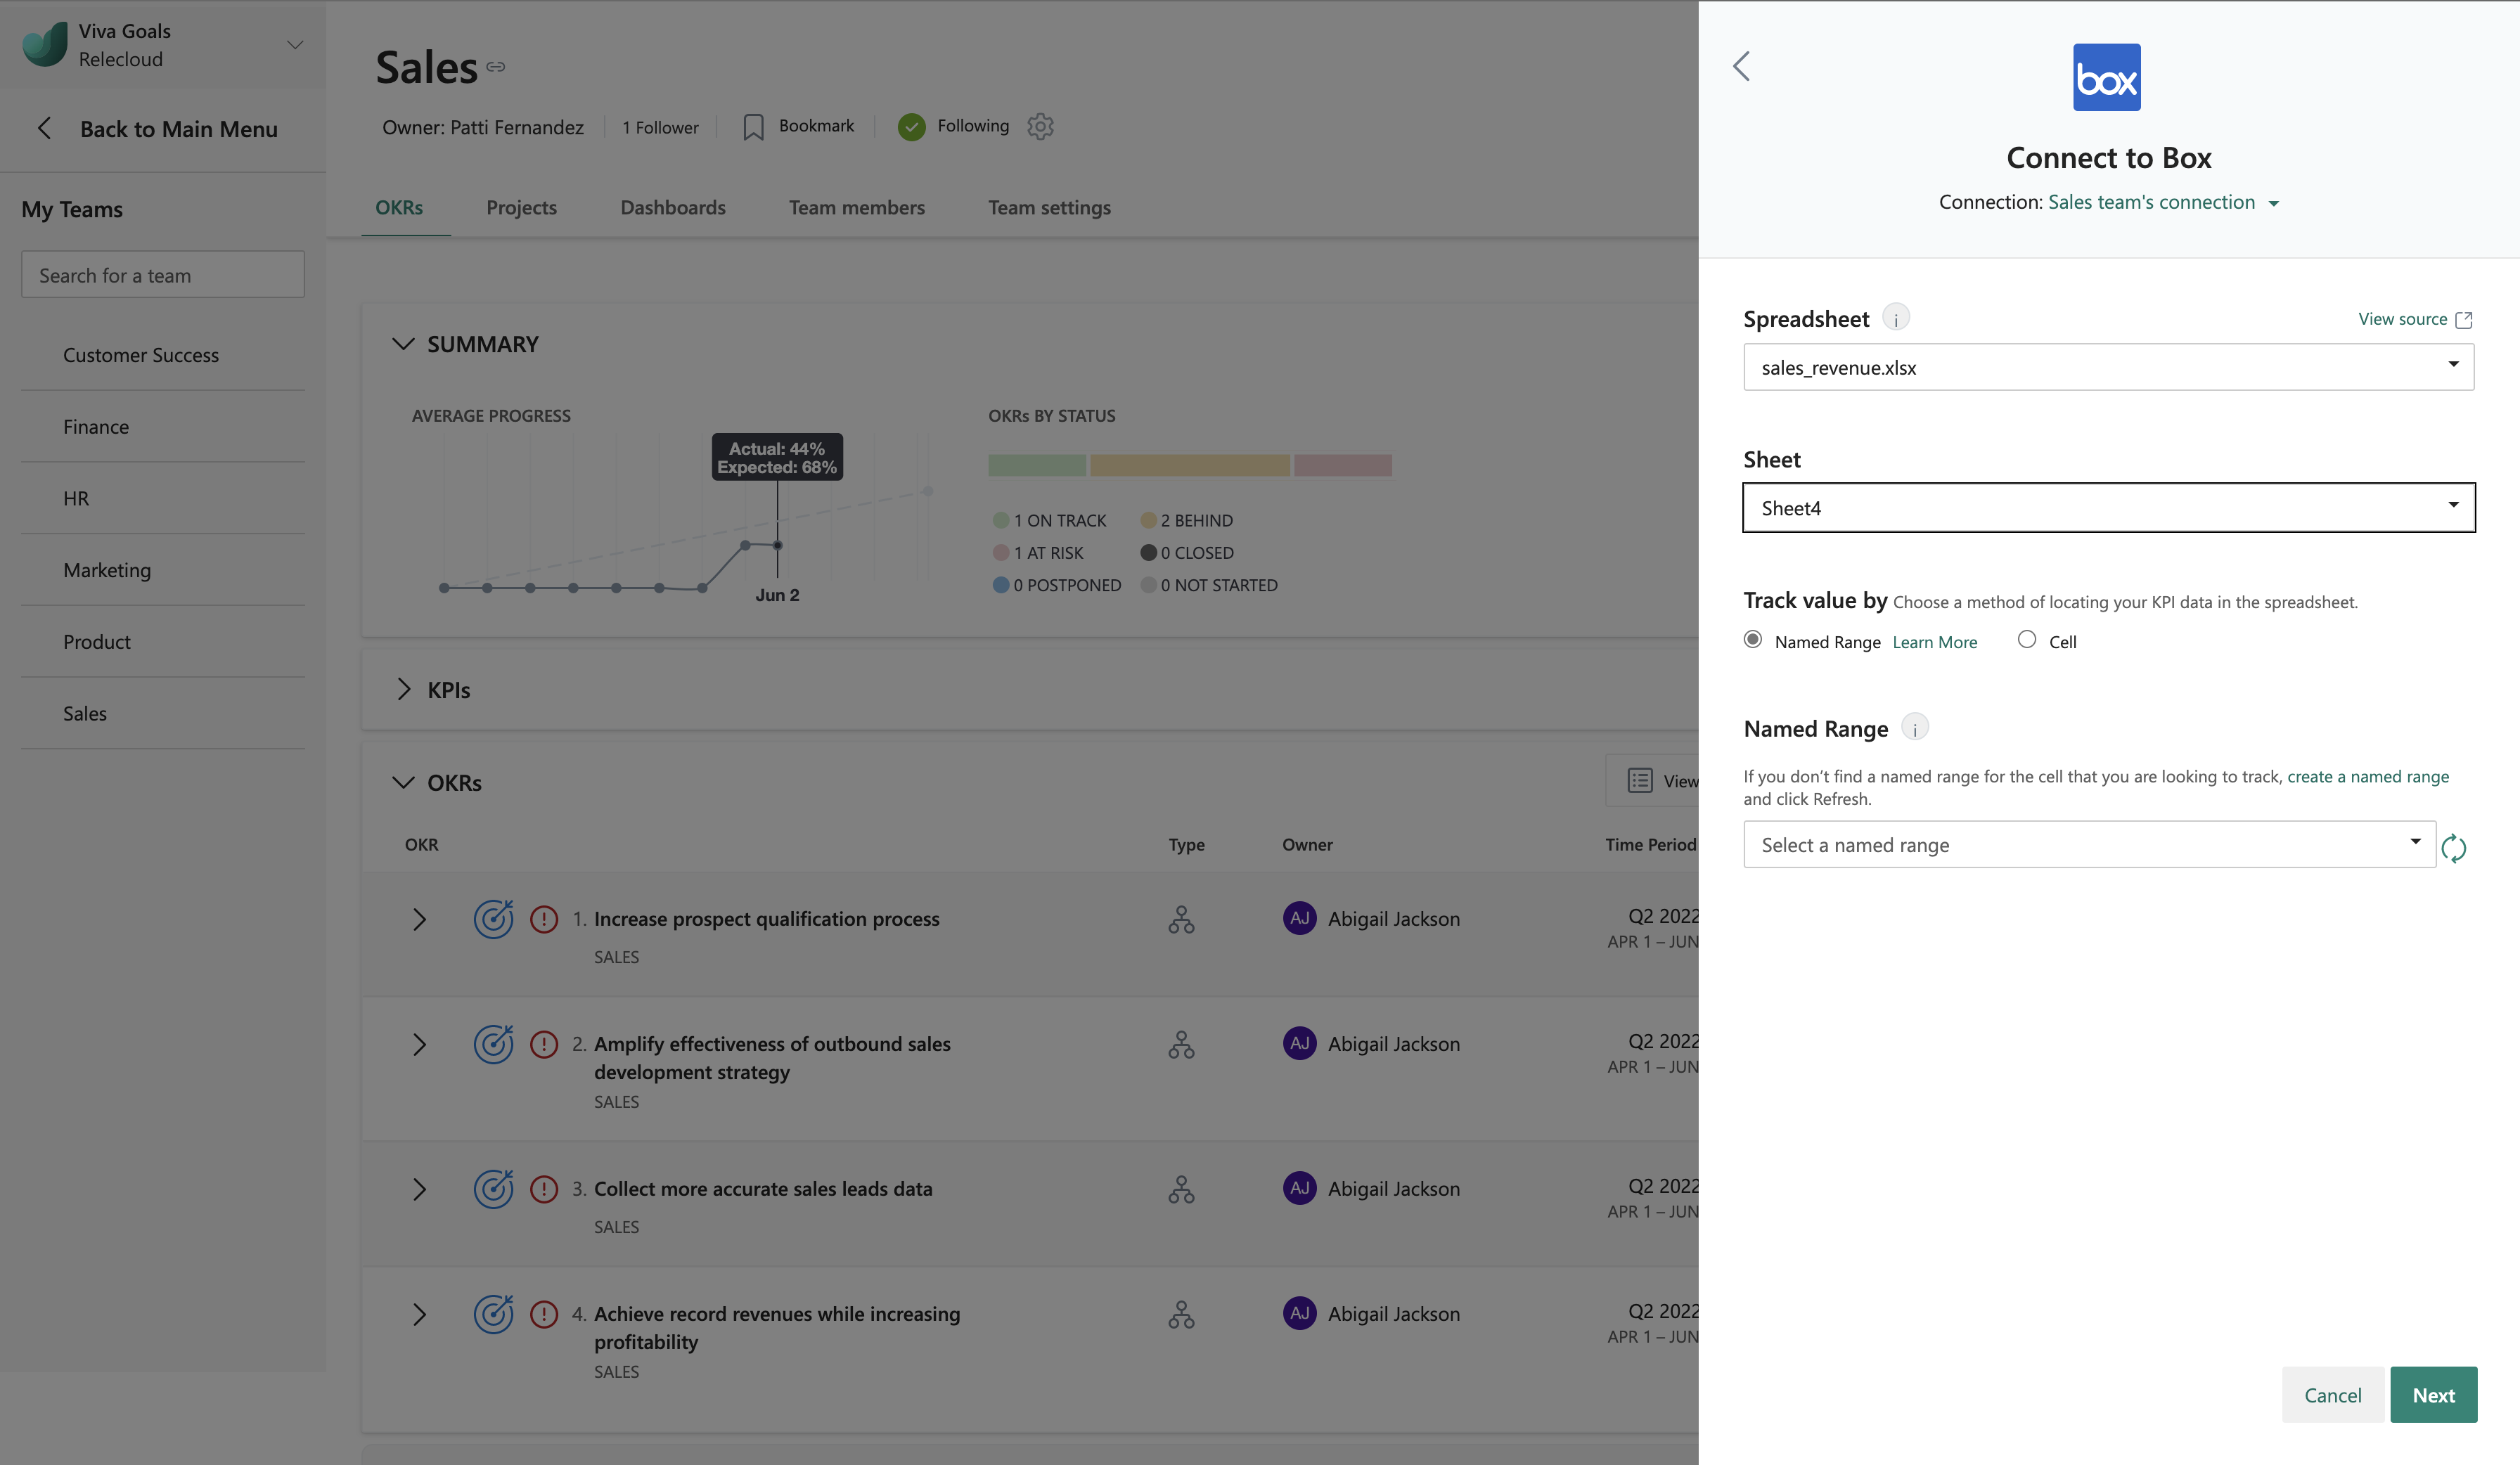 Viva Goals
Relecloud
Back to Main Menu
My Teams
Search for a team
Customer Success
Finance
HR
Marketing
Product
Sales
Sales
Owner: Patti Fernandez
1 Follower
Bookmark
Following
OKRs
Projects
Dashboards
Team members
Team settings
SUMMARY
AVERAGE PROGRESS
Actual: 44%
Expected: 68%
Jun 2
OKRs BY STATUS
1 ON TRACK
2 BEHIND
1 AT RISK
0 CLOSED
0 POSTPONED
0 NOT STARTED
KPIs
OKRs
View
OKR
Type
Owner
Time Period
1. Increase prospect qualification process
SALES
AJ Abigail Jackson
Q2 2022
APR 1 – JUN
2. Amplify effectiveness of outbound sales
development strategy
SALES
AJ Abigail Jackson
Q2 2022
APR 1 – JUN
3. Collect more accurate sales leads data
SALES
AJ Abigail Jackson
Q2 2022
APR 1 – JUN
4. Achieve record revenues while increasing
profitability
SALES
AJ Abigail Jackson
Q2 2022
APR 1 – JUN
box
Connect to Box
Connection: Sales team's connection
Spreadsheet i
View source
sales_revenue.xlsx
Sheet
Sheet4
Track value by Choose a method of locating your KPI data in the spreadsheet.
Named Range Learn More
Cell
Named Range i
If you don’t find a named range for the cell that you are looking to track, create a named range
and click Refresh.
Select a named range
Cancel
Next